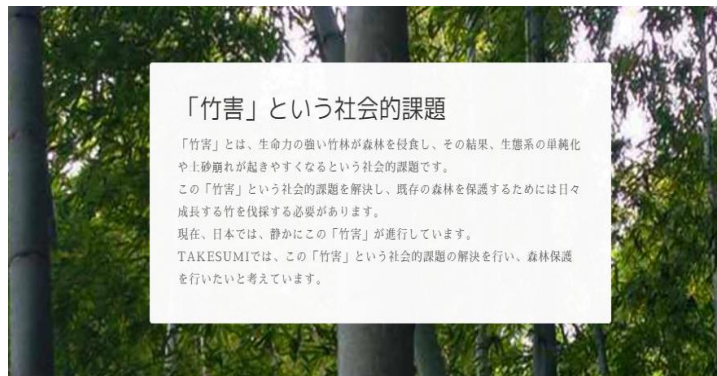 「竹害」という社会的課題
「竹害」とは、生命力の強い竹林が森林を侵食し、その結果、生態系の単純化
や土砂崩れが起きやすくなるという社会的課題です。
この「竹害」という社会的課題を解決し、既存の森林を保護するためには日々
成長する竹を伐採する必要があります。
現在、日本では、静かにこの「竹害」が進行しています。
TAKESUMIでは、この「竹害」という社会的課題の解決を行い、森林保護
を行いたいと考えています。